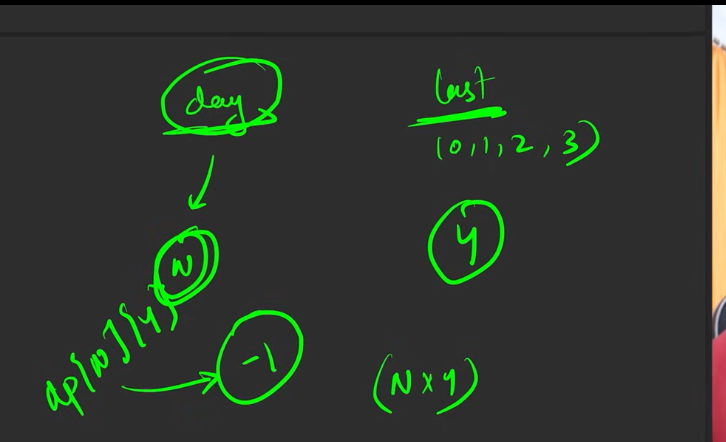 day last
(0,1,2,3)
N 4
dp[N][4] -1
(N x 4)